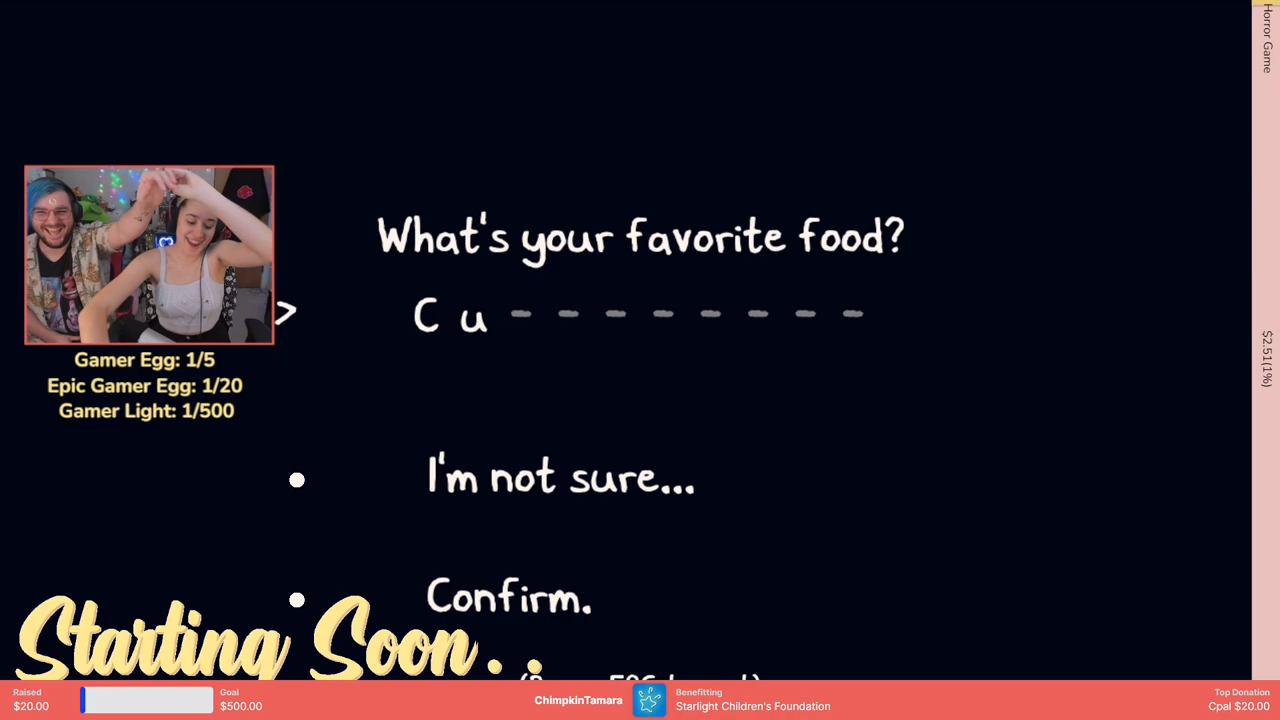 Horror Game
What's your favorite food?
> C u - - - - - - - -
Gamer Egg: 1/5
Epic Gamer Egg: 1/20
Gamer Light: 1/500
$2.51(1%)
I'm not sure...
Confirm.
Starting Soon..
Raised
$20.00
Goal
$500.00
ChimpkinTamara
Benefitting
Starlight Children's Foundation
Top Donation
Cpal $20.00